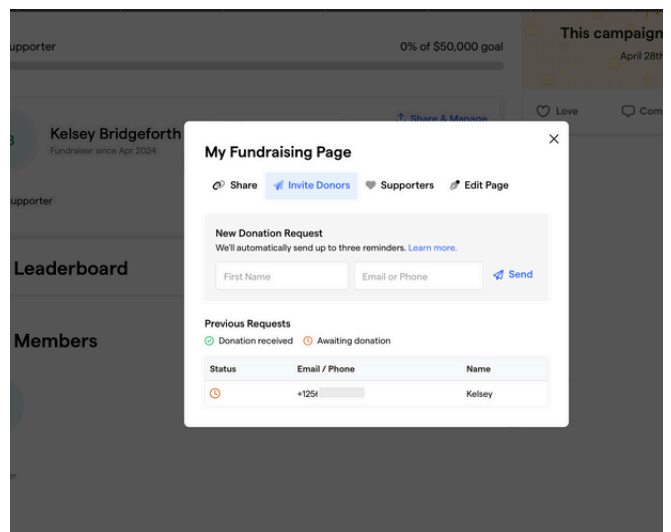 upporter
0% of $50,000 goal
This campaign
April 28th
Love
Com
Share & Manage
Kelsey Bridgeforth
Fundraiser since Apr 2024
upporter
Leaderboard
Members
My Fundraising Page
Share
Invite Donors
Supporters
Edit Page
New Donation Request
We'll automatically send up to three reminders. Learn more.
First Name
Email or Phone
Send
Previous Requests
Donation received
Awaiting donation
Status Email / Phone Name
+1256 Kelsey